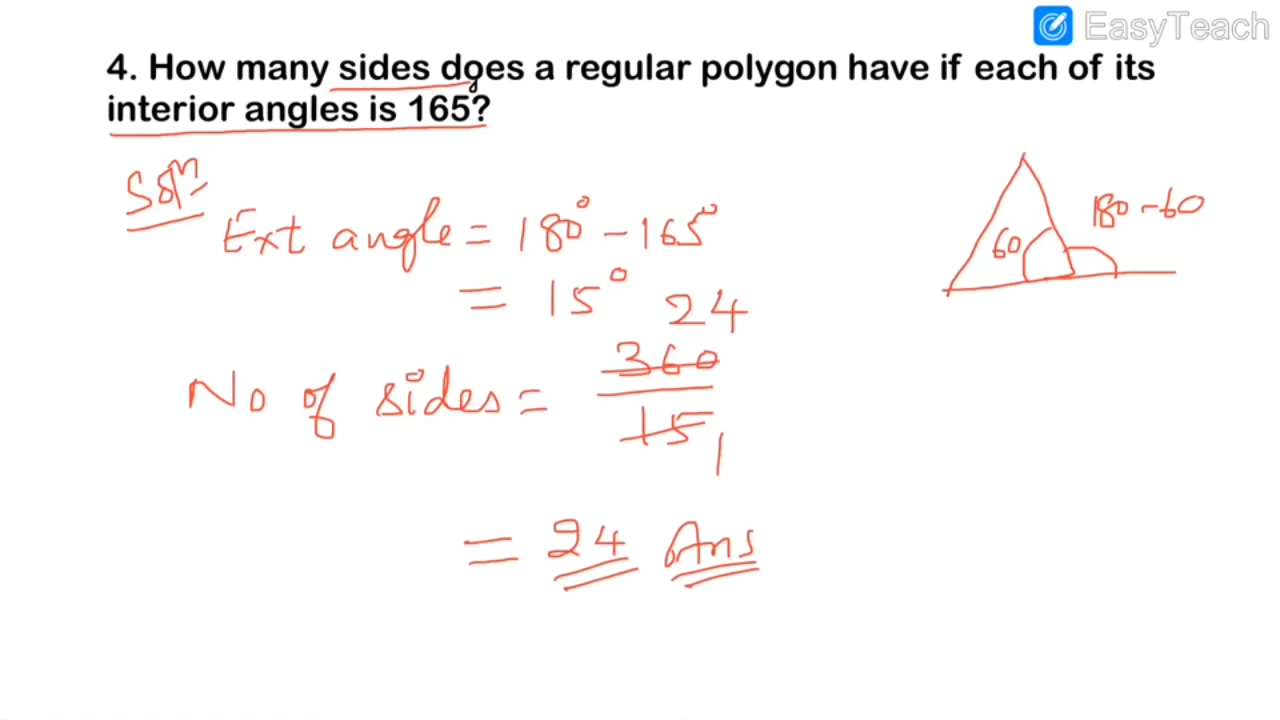 EasyTeach
4. How many sides does a regular polygon have if each of its
interior angles is 165?
Soln
Ext angle = 180° - 165°
= 15°
24
No of sides = 360
15
1
= 24 Ans
60
180 - 60